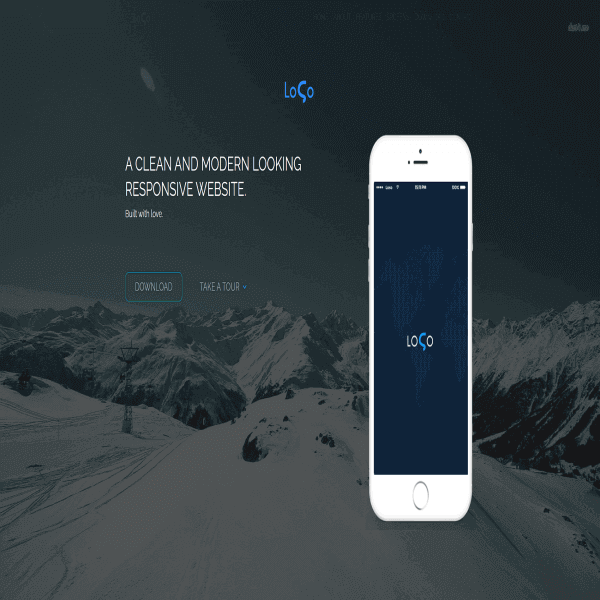 LoGo
A CLEAN AND MODERN LOOKING
RESPONSIVE WEBSITE.
Built with love.
DOWNLOAD
TAKE A TOUR
LOGO